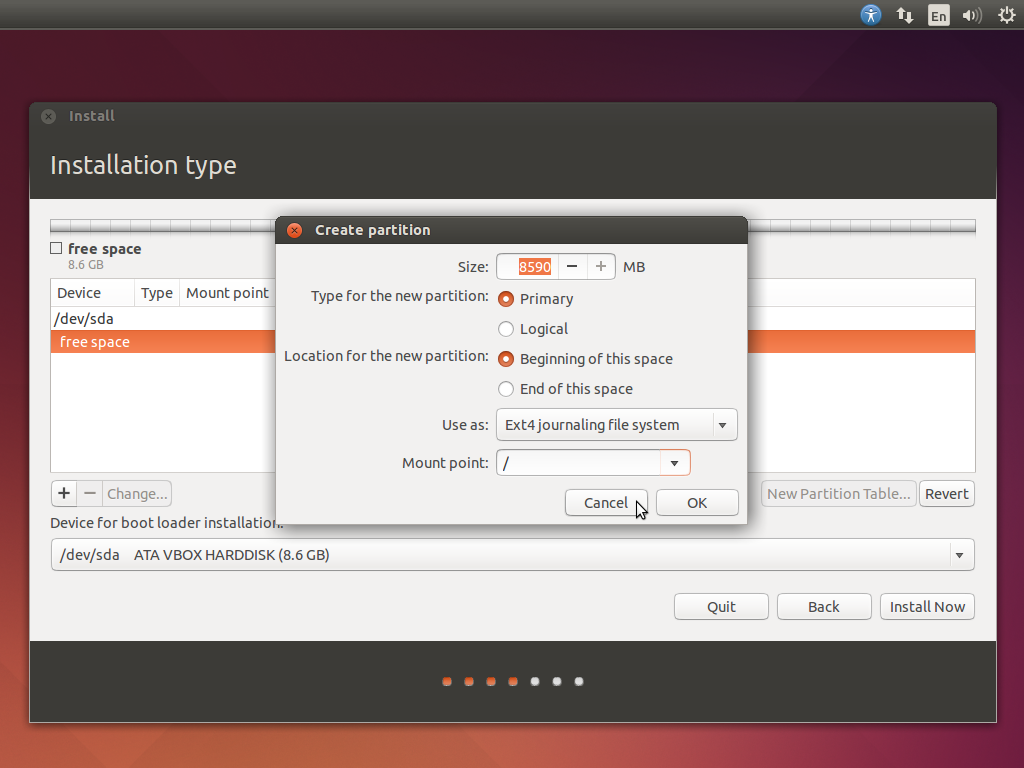 En
Install
Installation type
free space
8.6 GB
Device Type Mount point
/dev/sda
free space
Create partition
Size: 8590 MB
Type for the new partition: Primary
Logical
Location for the new partition: Beginning of this space
End of this space
Use as: Ext4 journaling file system
Mount point: /
Cancel OK
+ − Change... New Partition Table... Revert
Device for boot loader installation:
/dev/sda ATA VBOX HARDDISK (8.6 GB)
Quit Back Install Now